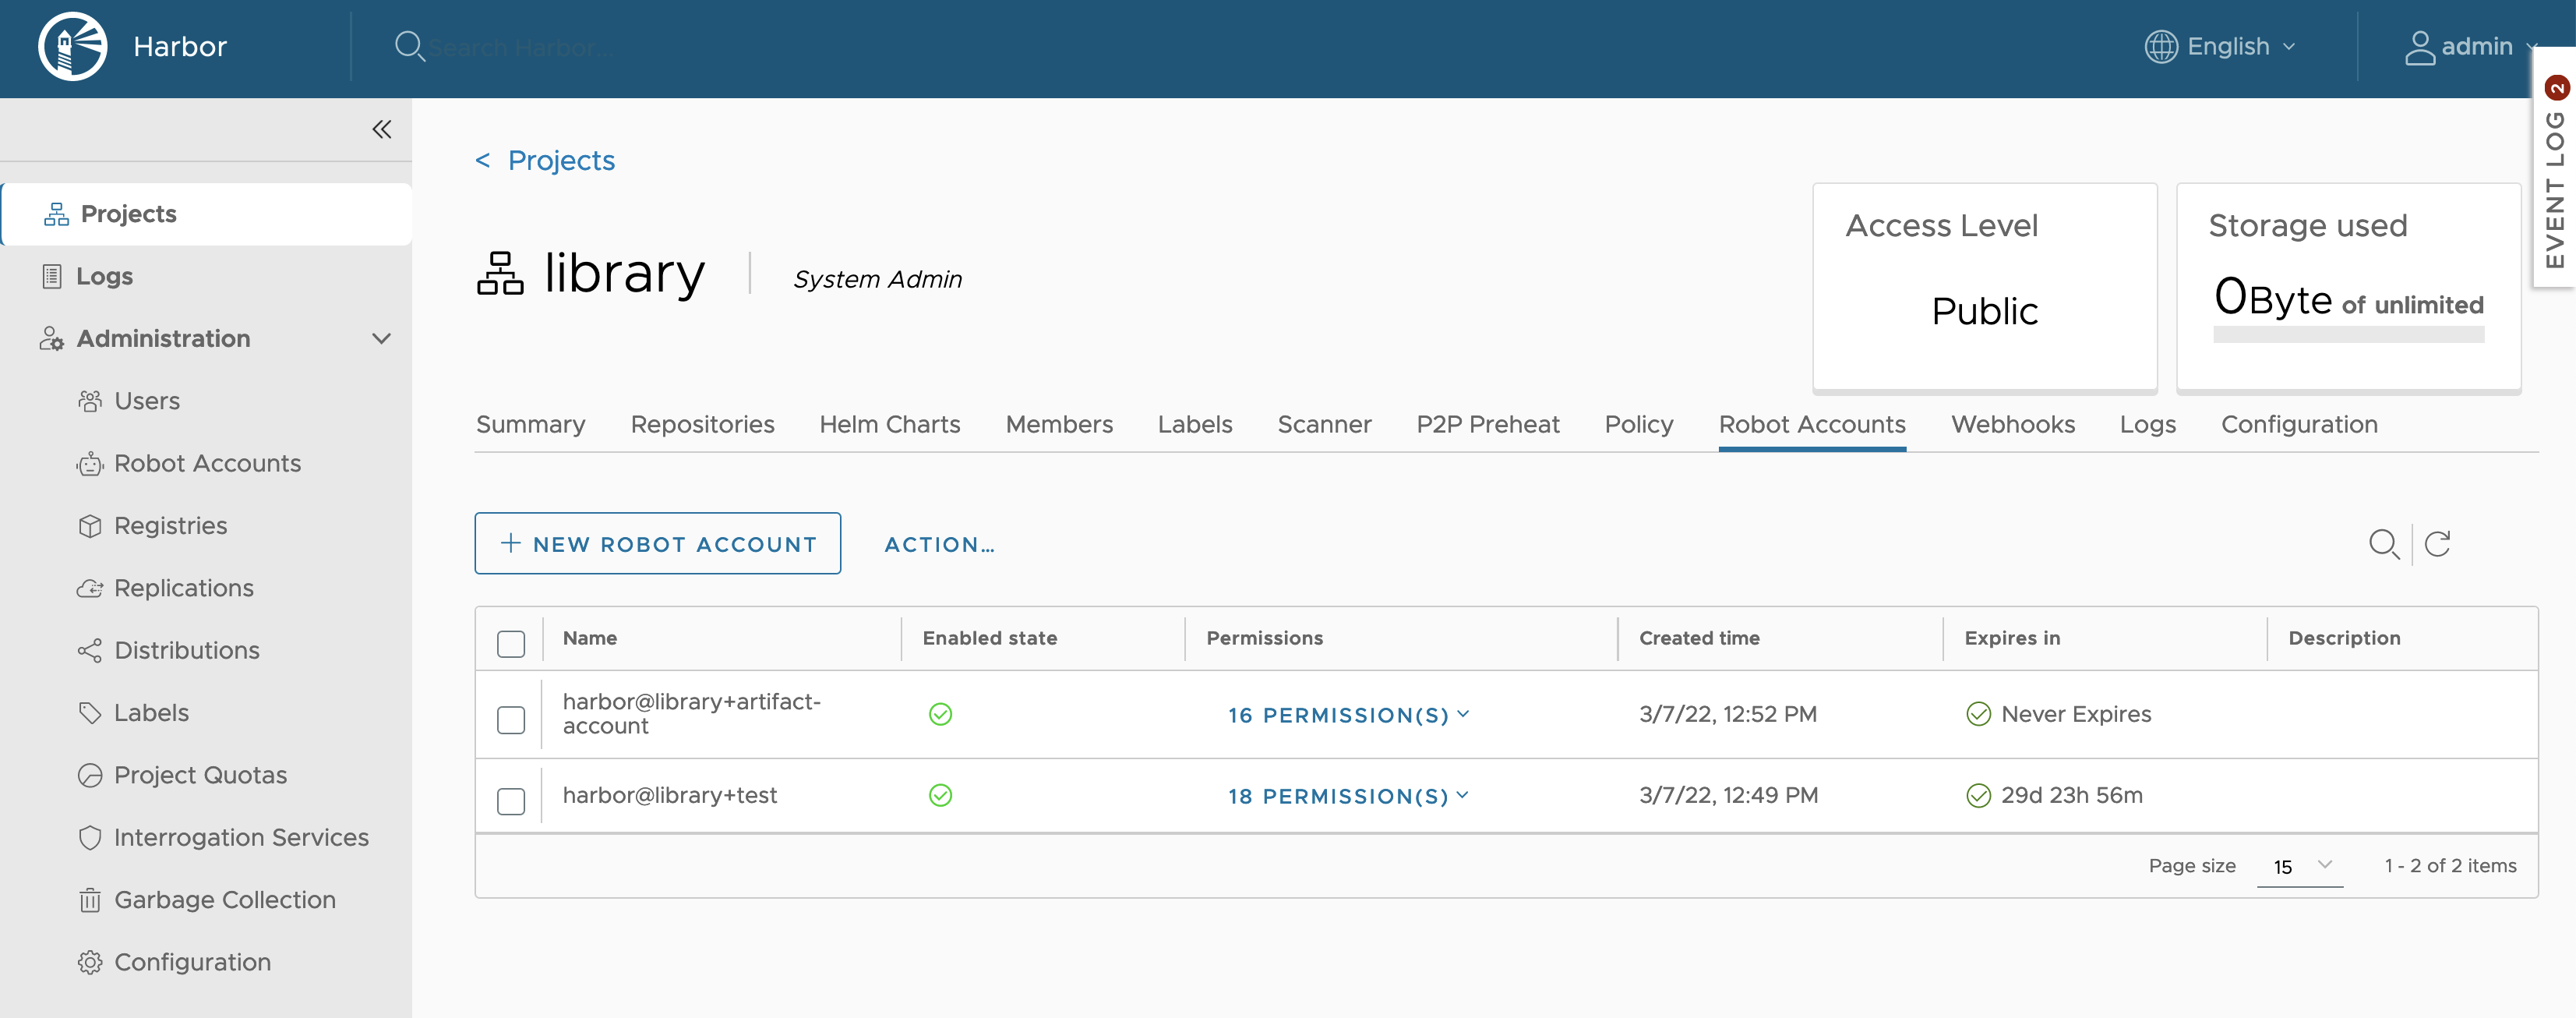 Harbor
Search Harbor...
English
admin
EVENT LOG 2
Projects
Logs
Administration
Users
Robot Accounts
Registries
Replications
Distributions
Labels
Project Quotas
Interrogation Services
Garbage Collection
Configuration
< Projects
library
System Admin
Access Level
Public
Storage used
0Byte of unlimited
Summary Repositories Helm Charts Members Labels Scanner P2P Preheat Policy Robot Accounts Webhooks Logs Configuration
+ NEW ROBOT ACCOUNT ACTION...
Name Enabled state Permissions Created time Expires in Description
harbor@library+artifact-
account
16 PERMISSION(S) 3/7/22, 12:52 PM Never Expires
harbor@library+test 18 PERMISSION(S) 3/7/22, 12:49 PM 29d 23h 56m
Page size 15 1 - 2 of 2 items